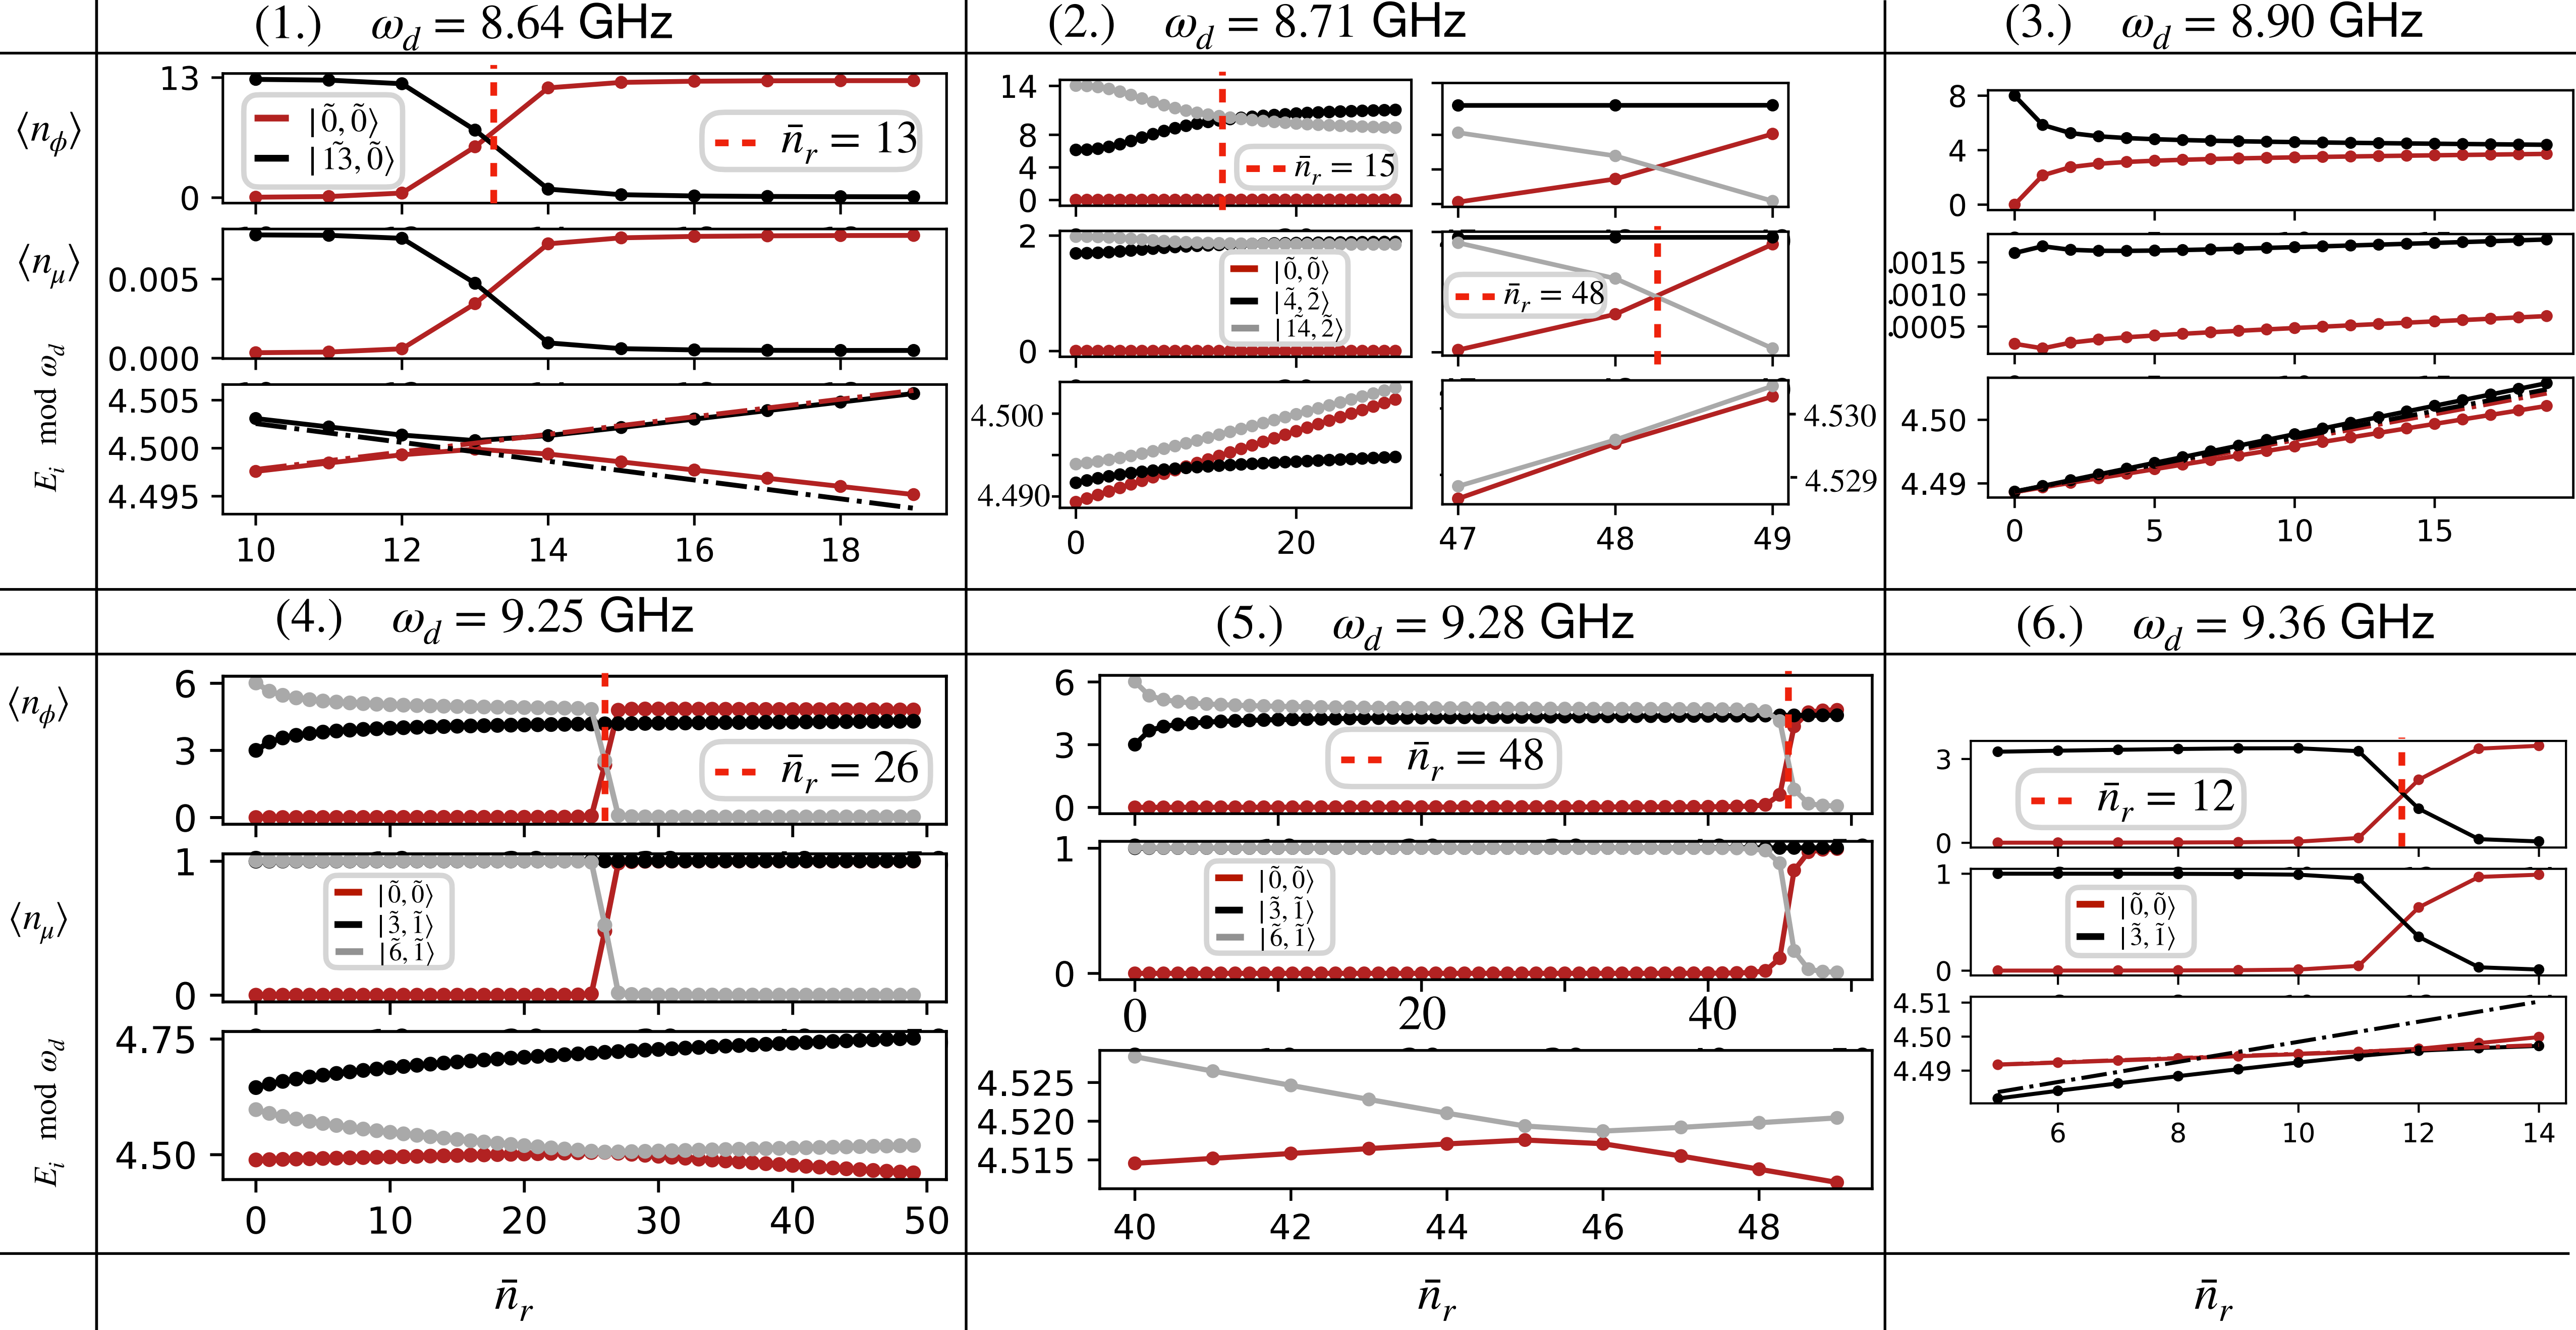 (1.) ω_d = 8.64 GHz
(2.) ω_d = 8.71 GHz
(3.) ω_d = 8.90 GHz
⟨n_ϕ⟩
13
0
|0̃, 0̃⟩
|1̃3, 0̃⟩
n̄_r = 13
14
8
4
0
n̄_r = 15
8
4
0
⟨n_μ⟩
0.005
0.000
2
0
|0̃, 0̃⟩
|4̃, 2̃⟩
|1̃4, 2̃⟩
n̄_r = 48
.0015
.0010
.0005
E_i mod ω_d
4.505
4.500
4.495
10 12 14 16 18
4.500
4.490
0 20
4.530
4.529
47 48 49
4.50
4.49
0 5 10 15
(4.) ω_d = 9.25 GHz
(5.) ω_d = 9.28 GHz
(6.) ω_d = 9.36 GHz
⟨n_ϕ⟩
6
3
0
n̄_r = 26
6
3
0
n̄_r = 48
3
0
n̄_r = 12
⟨n_μ⟩
1
0
|0̃, 0̃⟩
|3̃, 1̃⟩
|6̃, 1̃⟩
1
0
|0̃, 0̃⟩
|3̃, 1̃⟩
|6̃, 1̃⟩
0 20 40
1
0
|0̃, 0̃⟩
|3̃, 1̃⟩
E_i mod ω_d
4.75
4.50
0 10 20 30 40 50
4.525
4.520
4.515
40 42 44 46 48
4.51
4.50
4.49
6 8 10 12 14
n̄_r
n̄_r
n̄_r